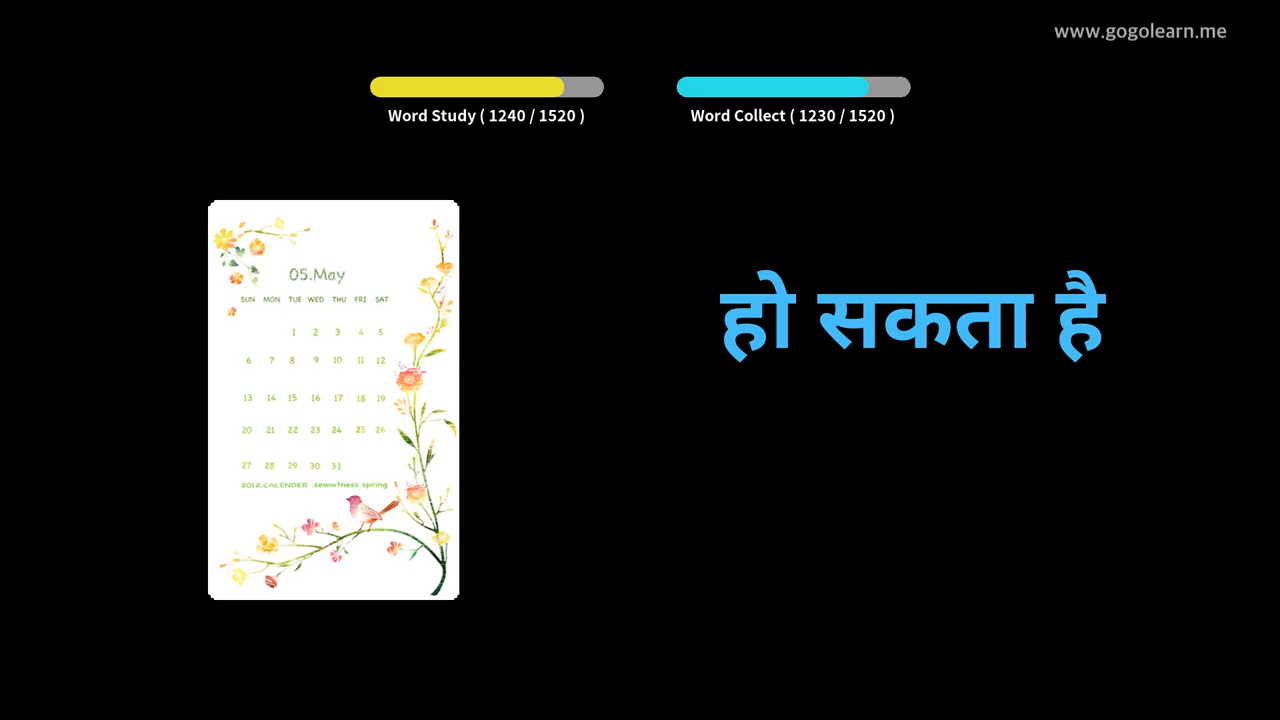 www.gogolearn.me
Word Study ( 1240 / 1520 )
Word Collect ( 1230 / 1520 )
05.May
SUN MON TUE WED THU FRI SAT
1 2 3 4 5
6 7 8 9 10 11 12
13 14 15 16 17 18 19
20 21 22 23 24 25 26
27 28 29 30 31
2012.CALENDER .sewwtness spring
हो सकता है